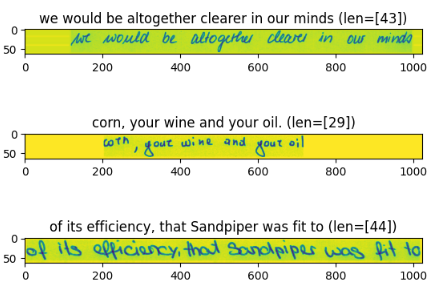 we would be altogether clearer in our minds (len=[43])
0
we would be altogether clearer in our minds
50
0 200 400 600 800 1000
corn, your wine and your oil. (len=[29])
0
corn, your wine and your oil
50
0 200 400 600 800 1000
of its efficiency, that Sandpiper was fit to (len=[44])
0
of its efficiency, that Sandpiper was fit to
50
0 200 400 600 800 1000